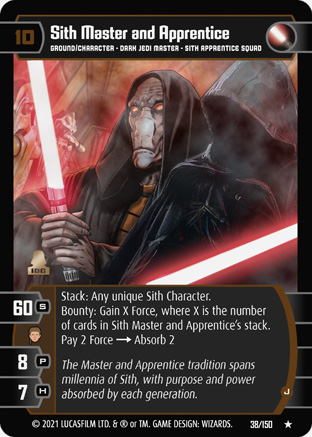 10
Sith Master and Apprentice
GROUND/CHARACTER - DARK JEDI MASTER - SITH APPRENTICE SQUAD
60 S
8 P
7 H
Stack: Any unique Sith Character.
Bounty: Gain X Force, where X is the number
of cards in Sith Master and Apprentice's stack.
Pay 2 Force → Absorb 2
The Master and Apprentice tradition spans
millennia of Sith, with purpose and power
absorbed by each generation.
J
© 2021 LUCASFILM LTD. & ® or TM. GAME DESIGN: WIZARDS.
38/150 ★